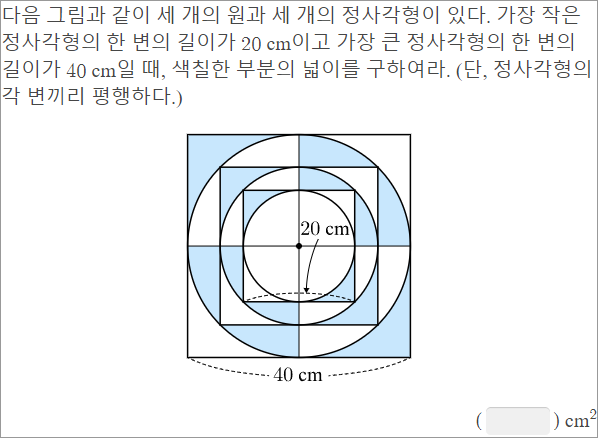 다음 그림과 같이 세 개의 원과 세 개의 정사각형이 있다. 가장 작은
정사각형의 한 변의 길이가 20 cm이고 가장 큰 정사각형의 한 변의
길이가 40 cm일 때, 색칠한 부분의 넓이를 구하여라. (단, 정사각형의
각 변끼리 평행하다.)
20 cm
40 cm
( ) cm²